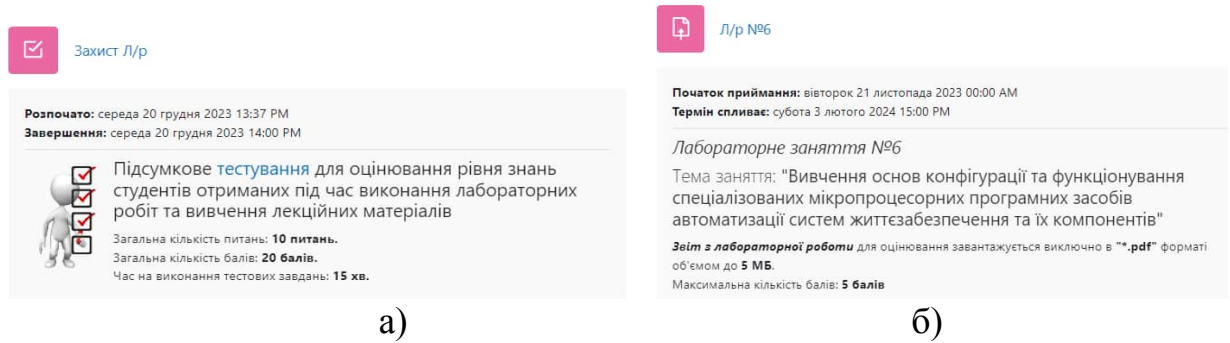 Захист Л/р
Розпочато: середа 20 грудня 2023 13:37 PM
Завершення: середа 20 грудня 2023 14:00 PM
Підсумкове тестування для оцінювання рівня знань
студентів отриманих під час виконання лабораторних
робіт та вивчення лекційних матеріалів
Загальна кількість питань: 10 питань.
Загальна кількість балів: 20 балів.
Час на виконання тестових завдань: 15 хв.
а)
Л/р №6
Початок приймання: вівторок 21 листопада 2023 00:00 AM
Термін спливає: субота 3 лютого 2024 15:00 PM
Лабораторне заняття №6
Тема заняття: "Вивчення основ конфігурації та функціонування
спеціалізованих мікропроцесорних програмних засобів
автоматизації систем життєзабезпечення та їх компонентів"
Звіт з лабораторної роботи для оцінювання завантажується виключно в "*.pdf" форматі
об'ємом до 5 МБ.
Максимальна кількість балів: 5 балів
б)